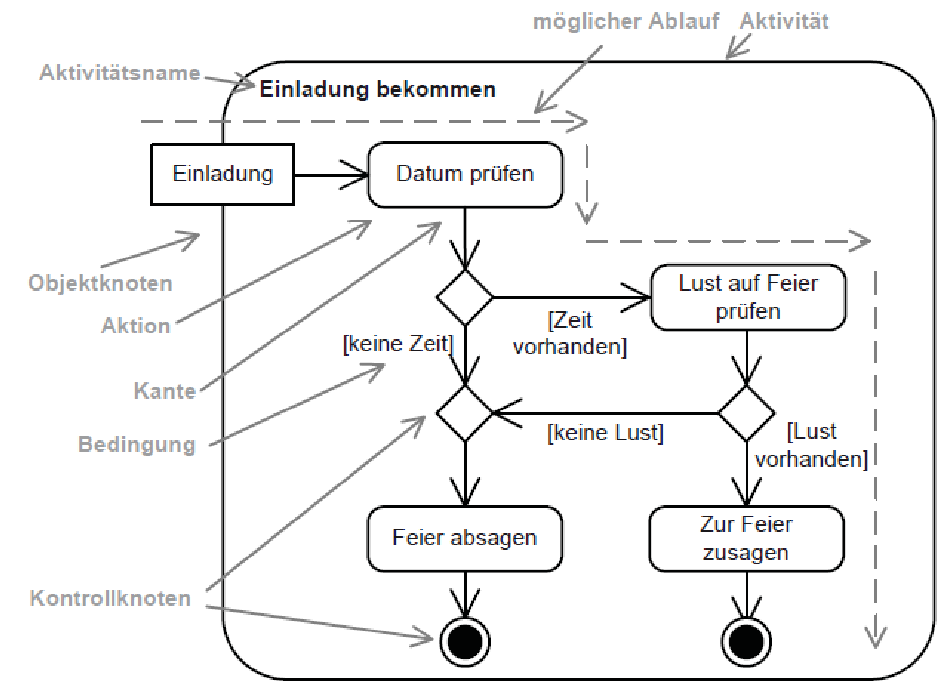 möglicher Ablauf Aktivität
Aktivitätsname
Einladung bekommen
Einladung
Datum prüfen
Objektknoten
Lust auf Feier
prüfen
Aktion
[Zeit
vorhanden]
[keine Zeit]
Kante
Bedingung
[keine Lust]
[Lust
vorhanden]
Feier absagen
Zur Feier
zusagen
Kontrollknoten